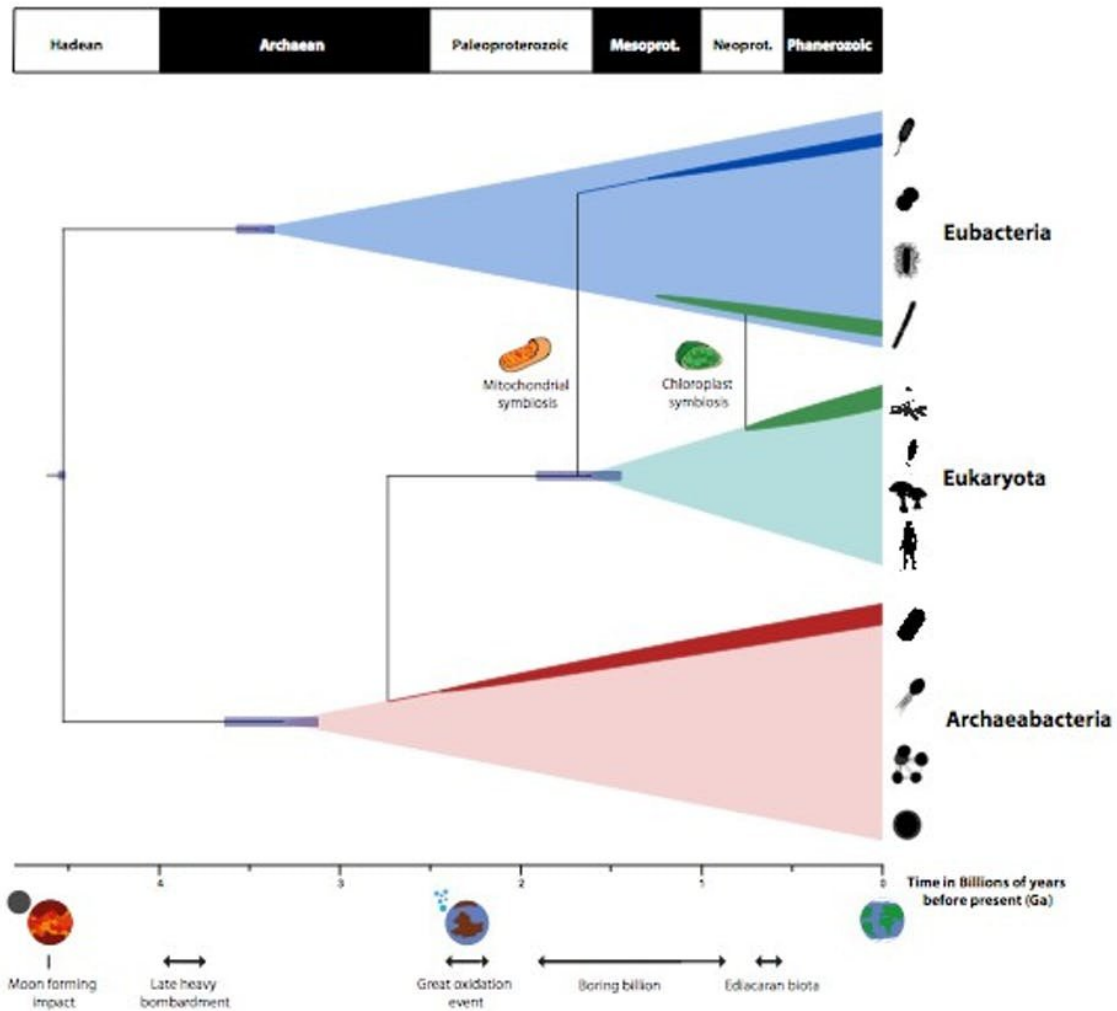 Hadean
Archaean
Paleoproterozoic
Mesoprot.
Neoprot.
Phanerozoic
Eubacteria
Mitochondrial
symbiosis
Chloroplast
symbiosis
Eukaryota
Archaeabacteria
4
3
2
1
0
Time in Billions of years
before present (Ga)
Moon forming
impact
Late heavy
bombardment
Great oxidation
event
Boring billion
Ediacaran biota